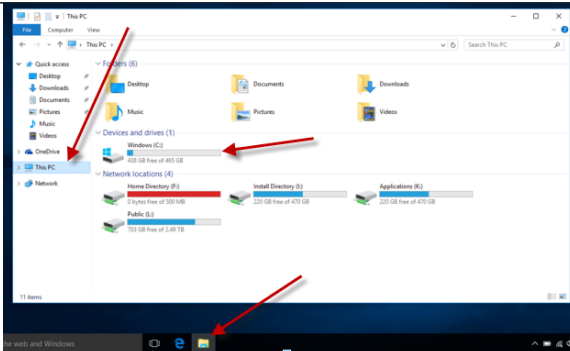 This PC
File Computer View
This PC
Search This PC
Quick access
Desktop
Downloads
Documents
Pictures
Music
Videos
OneDrive
This PC
Network
Folders (6)
Desktop Documents Downloads
Music Pictures Videos
Devices and drives (1)
Windows (C:)
438 GB free of 465 GB
Network locations (4)
Home Directory (F:) Install Directory (I:) Applications (K:)
0 bytes free of 500 MB 220 GB free of 470 GB 220 GB free of 470 GB
Public (L:)
703 GB free of 2.49 TB
11 items
the web and Windows